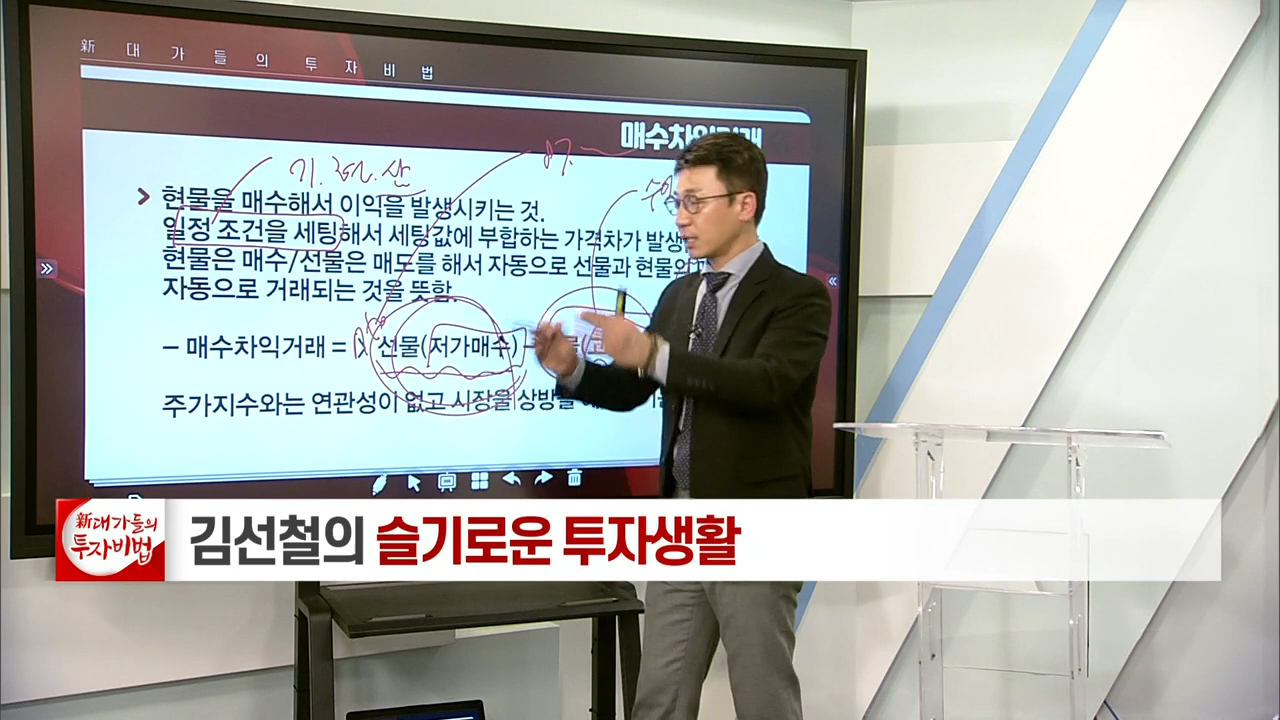 新 대가들의 투자비법
매수차익거래
기.관.산
현물을 매수해서 이익을 발생시키는 것.
일정 조건을 세팅해서 세팅값에 부합하는 가격차가 발생
현물은 매수/선물은 매도를 해서 자동으로 선물과 현물의
자동으로 거래되는 것을 뜻함.
– 매수차익거래 = 선물(저가매수) –
주가지수와는 연관성이 없고 시장을 상방을
新대가들의
투자비법
김선철의 슬기로운 투자생활